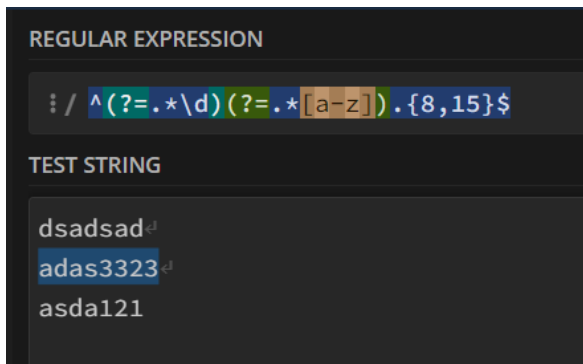 REGULAR EXPRESSION
⋮ / ^(?=.*\d)(?=.*[a-z]).{8,15}$
TEST STRING
dsadsad↵
adas3323↵
asda121